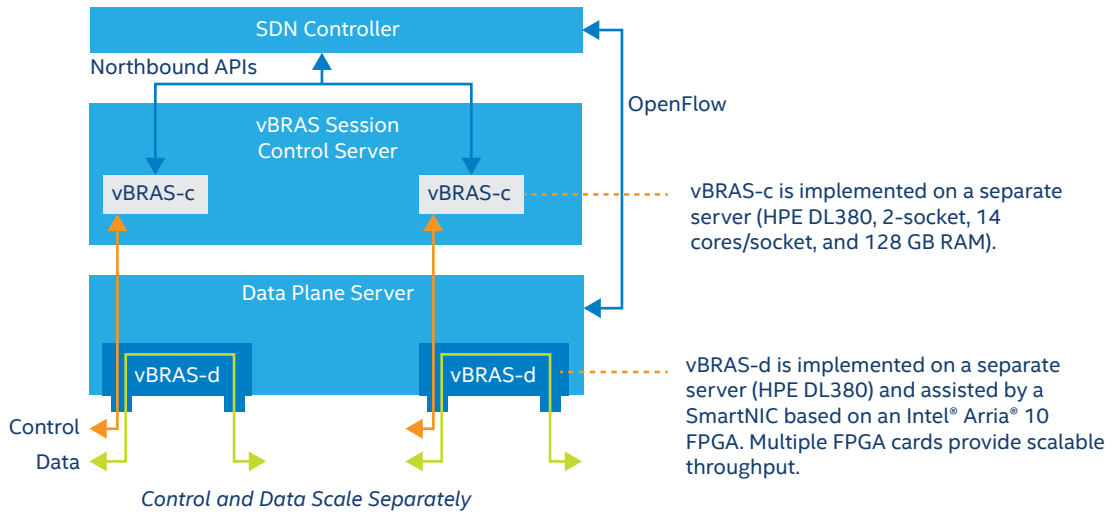 SDN Controller
Northbound APIs
OpenFlow
vBRAS Session
Control Server
vBRAS-c
vBRAS-c
vBRAS-c is implemented on a separate
server (HPE DL380, 2-socket, 14
cores/socket, and 128 GB RAM).
Data Plane Server
vBRAS-d
vBRAS-d
vBRAS-d is implemented on a separate
server (HPE DL380) and assisted by a
SmartNIC based on an Intel® Arria® 10
FPGA. Multiple FPGA cards provide scalable
throughput.
Control
Data
Control and Data Scale Separately